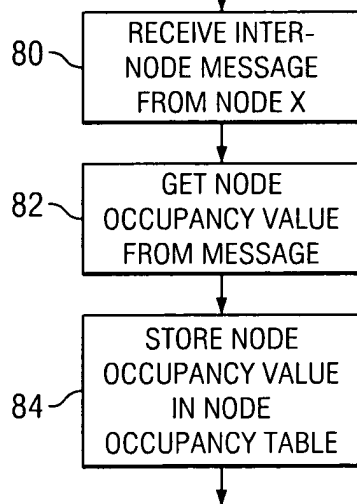 80
RECEIVE INTER-
NODE MESSAGE
FROM NODE X
82
GET NODE
OCCUPANCY VALUE
FROM MESSAGE
84
STORE NODE
OCCUPANCY VALUE
IN NODE
OCCUPANCY TABLE